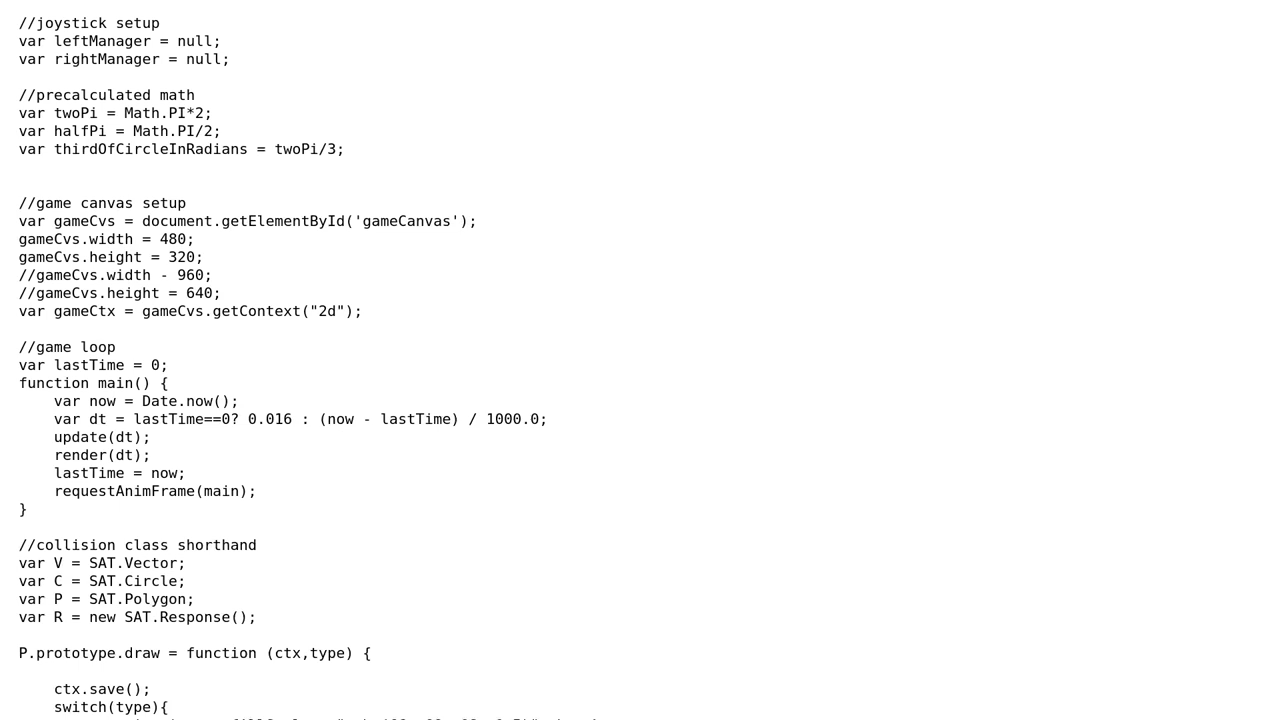 //joystick setup
var leftManager = null;
var rightManager = null;
//precalculated math
var twoPi = Math.PI*2;
var halfPi = Math.PI/2;
var thirdOfCircleInRadians = twoPi/3;
//game canvas setup
var gameCvs = document.getElementById('gameCanvas');
gameCvs.width = 480;
gameCvs.height = 320;
//gameCvs.width - 960;
//gameCvs.height = 640;
var gameCtx = gameCvs.getContext("2d");
//game loop
var lastTime = 0;
function main() {
    var now = Date.now();
    var dt = lastTime==0? 0.016 : (now - lastTime) / 1000.0;
    update(dt);
    render(dt);
    lastTime = now;
    requestAnimFrame(main);
}
//collision class shorthand
var V = SAT.Vector;
var C = SAT.Circle;
var P = SAT.Polygon;
var R = new SAT.Response();
P.prototype.draw = function (ctx,type) {
    ctx.save();
    switch(type){